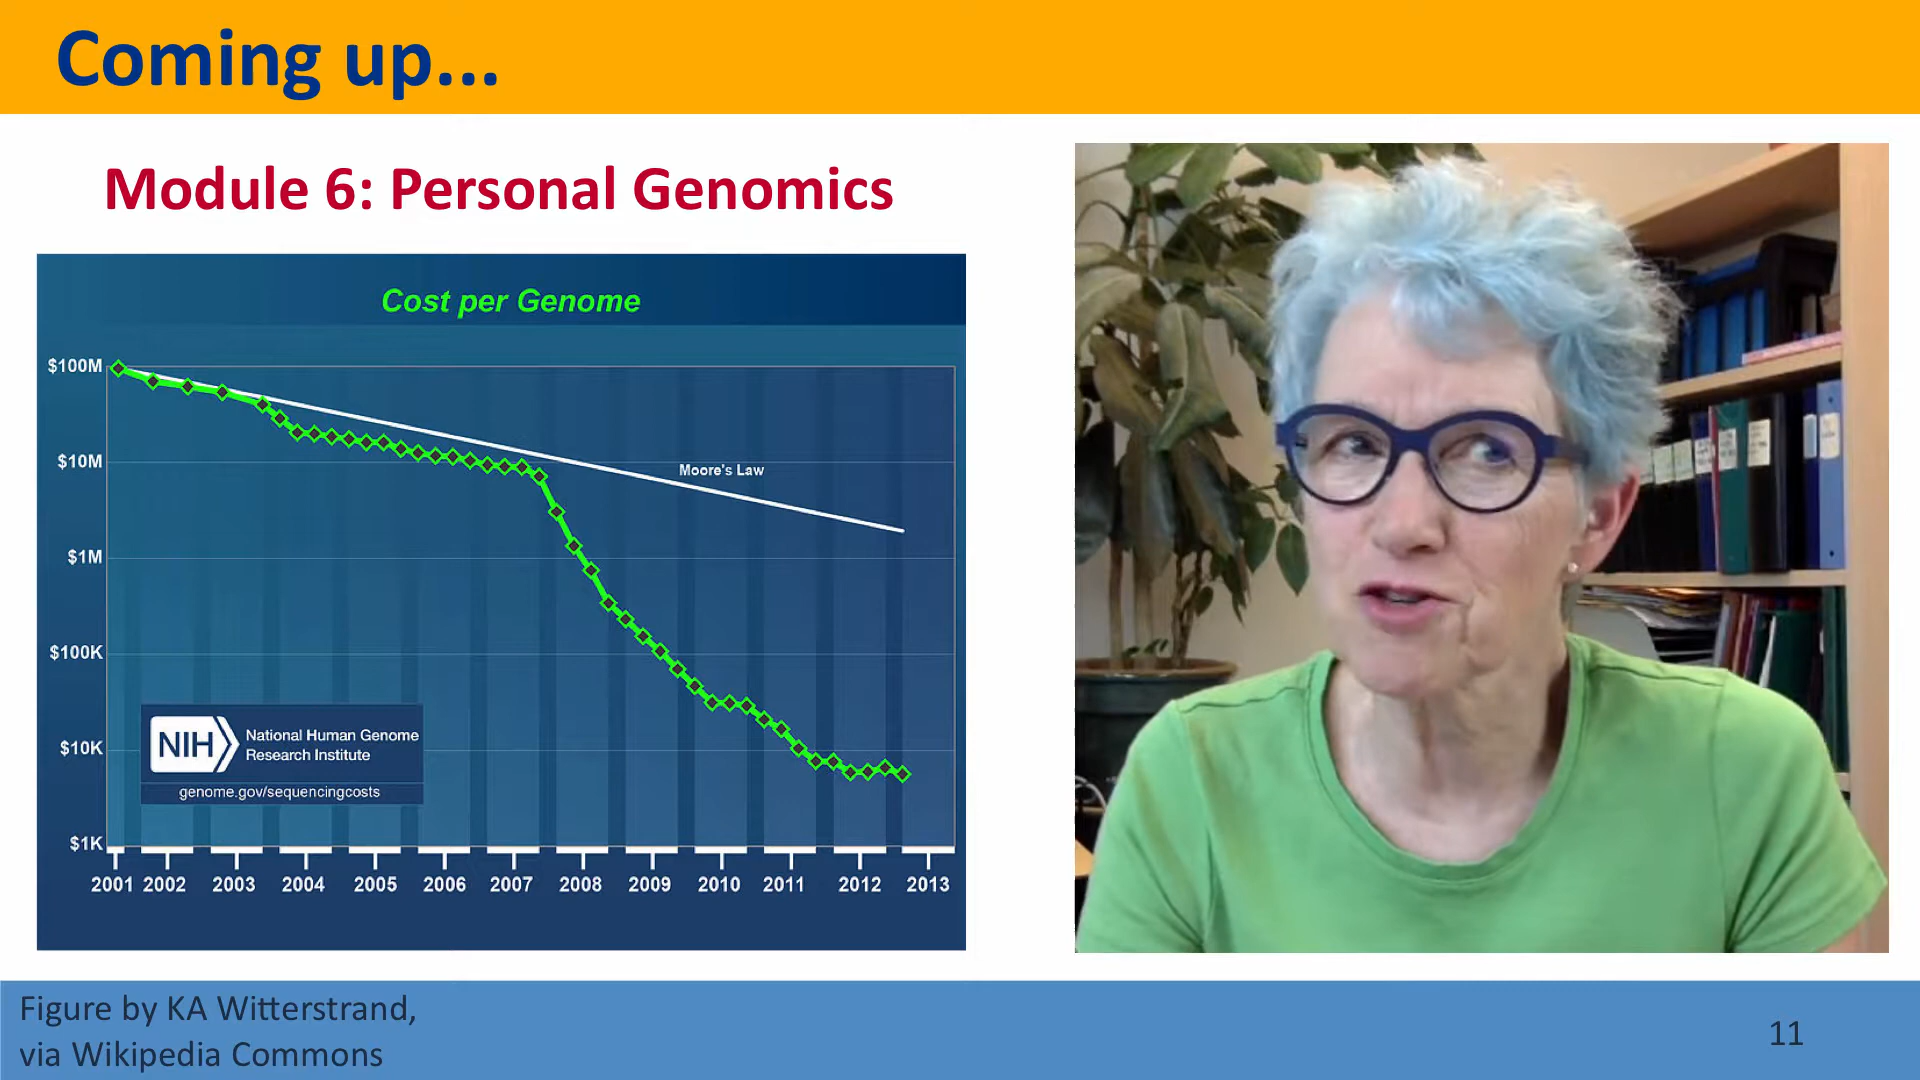 Coming up...
Module 6: Personal Genomics
Cost per Genome
$100M
$10M
$1M
$100K
$10K
$1K
Moore's Law
NIH
National Human Genome
Research Institute
genome.gov/sequencingcosts
2001 2002 2003 2004 2005 2006 2007 2008 2009 2010 2011 2012 2013
Figure by KA Witterstrand,
via Wikipedia Commons
11